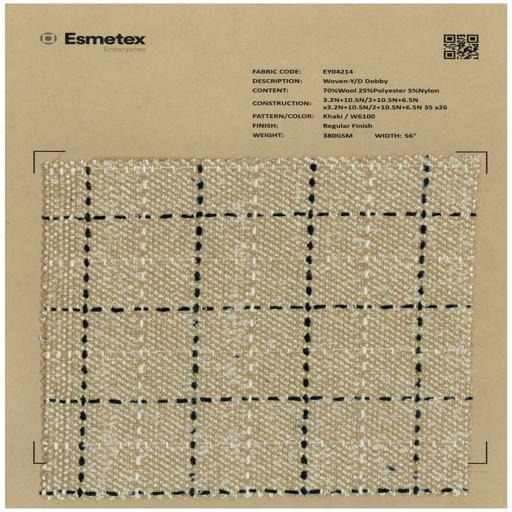 Esmetex
Enterprise
FABRIC CODE: EY04214
DESCRIPTION: Woven-Y/D Dobby
CONTENT: 70%Wool 25%Polyester 5%Nylon
CONSTRUCTION: 3.2N+10.5N/2+10.5N+6.5N
x3.2N+10.5N/2+10.5N+6.5N 35 x26
PATTERN/COLOR: Khaki / W6100
FINISH: Regular Finish
WEIGHT: 380GSM WIDTH: 56"